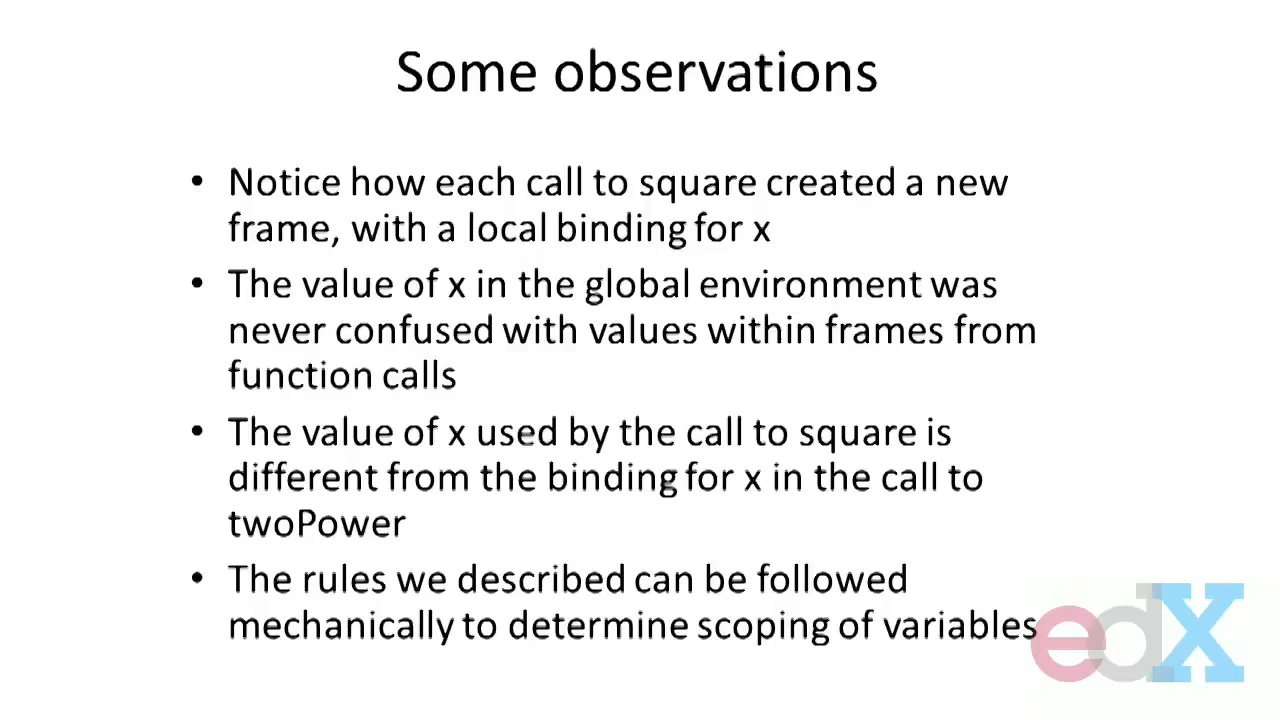 Some observations
• Notice how each call to square created a new
frame, with a local binding for x
• The value of x in the global environment was
never confused with values within frames from
function calls
• The value of x used by the call to square is
different from the binding for x in the call to
twoPower
• The rules we described can be followed
mechanically to determine scoping of variables
edX